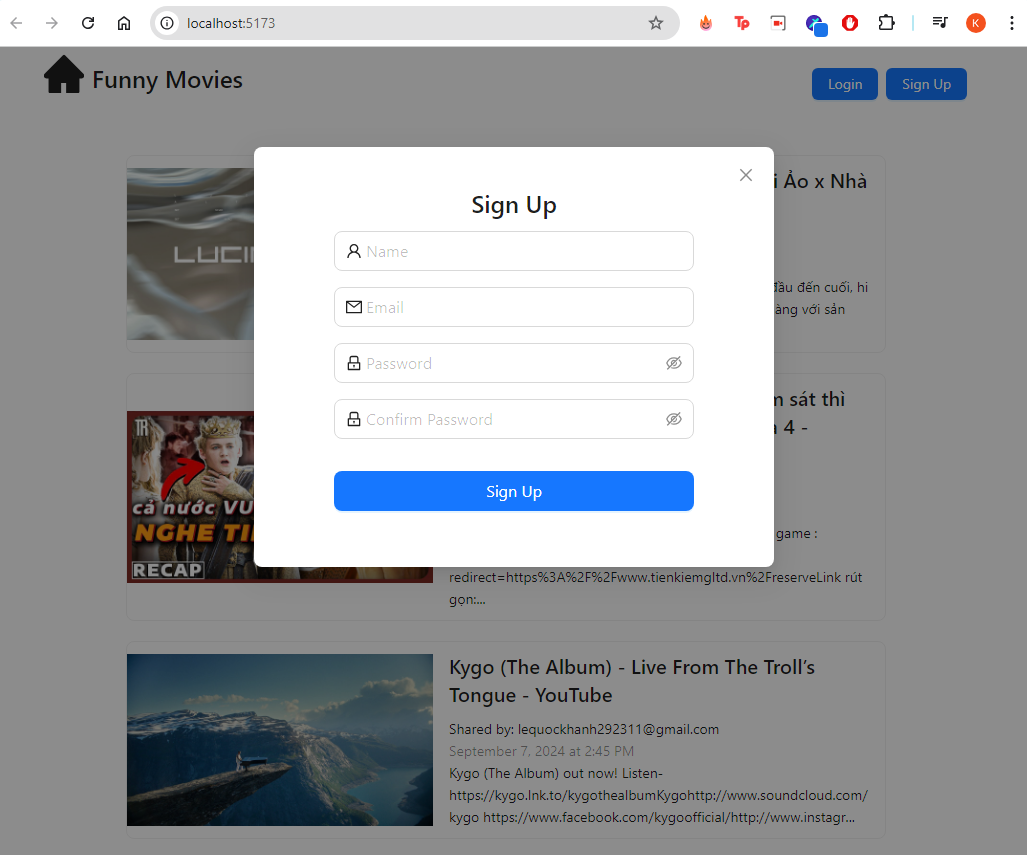 localhost:5173
K
Funny Movies
Login
Sign Up
Sign Up
Name
Email
Password
Confirm Password
Sign Up
i Ảo x Nhà
đầu đến cuối, hi
àng với sản
m sát thì
4 -
game :
redirect=https%3A%2F%2Fwww.tienkiemgltd.vn%2FreserveLink rút
gọn:...
TR
cả nước VU
NGHE TI
RECAP
LUCI
Kygo (The Album) - Live From The Troll’s
Tongue - YouTube
Shared by: lequockhanh292311@gmail.com
September 7, 2024 at 2:45 PM
Kygo (The Album) out now! Listen-
https://kygo.lnk.to/kygothealbumKygohttp://www.soundcloud.com/
kygo https://www.facebook.com/kygoofficial/http://www.instagr...